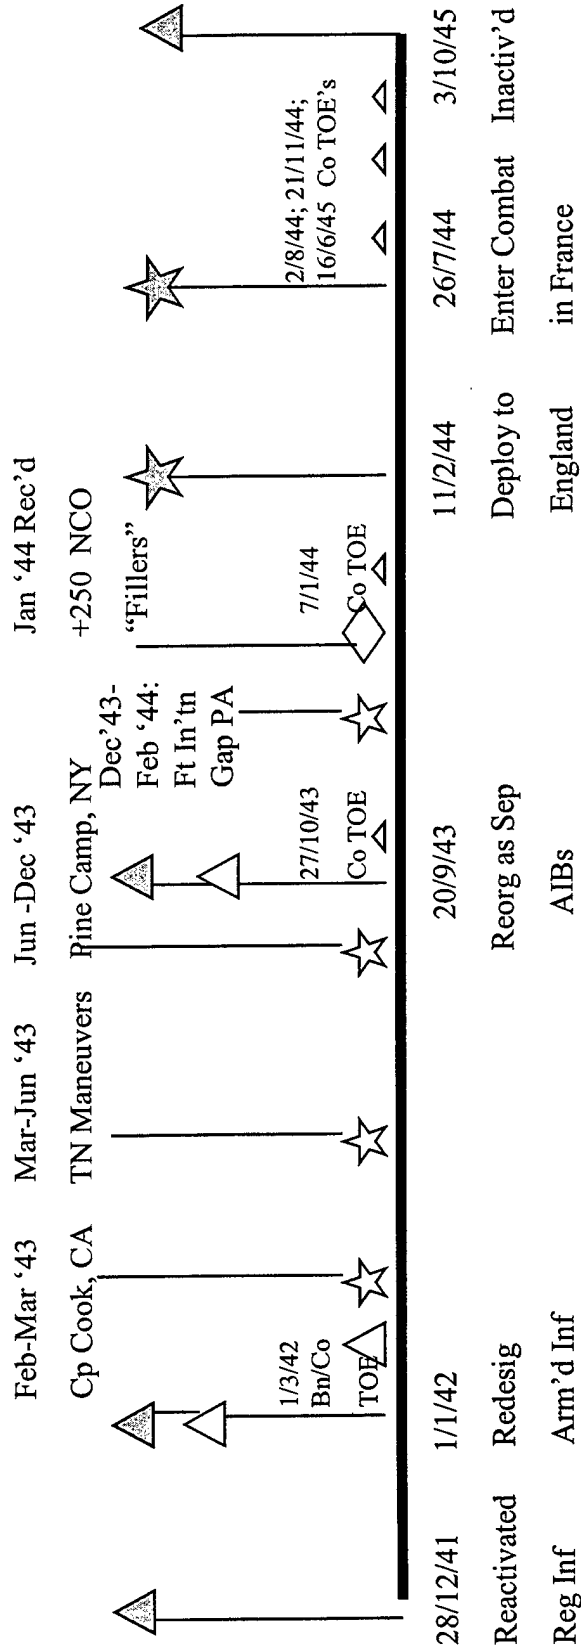 Feb-Mar ‘43
Cp Cook, CA
Mar-Jun ‘43
TN Maneuvers
Jun -Dec ‘43
Pine Camp, NY
Dec’43-
Feb ‘44:
Ft In’tn
Gap PA
Jan ‘44 Rec’d
+250 NCO
“Fillers”
1/3/42
Bn/Co
TOE
27/10/43
Co TOE
7/1/44
Co TOE
2/8/44; 21/11/44;
16/6/45 Co TOE’s
28/12/41
Reactivated
Reg Inf
1/1/42
Redesig
Arm’d Inf
20/9/43
Reorg as Sep
AIBs
11/2/44
Deploy to
England
26/7/44
Enter Combat
in France
3/10/45
Inactiv’d